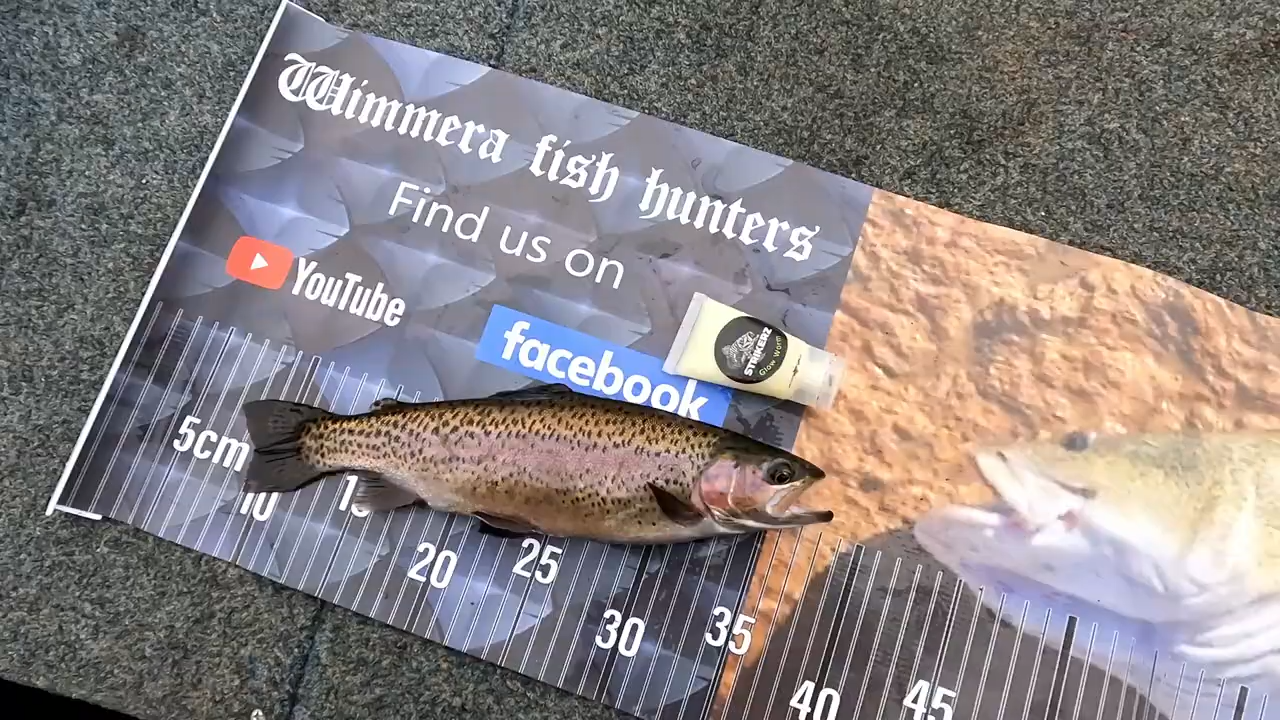 Wimmera fish hunters
Find us on
YouTube
facebook
STRIKERZ
Glow Worm
5cm
10
20
25
30
35
40
45